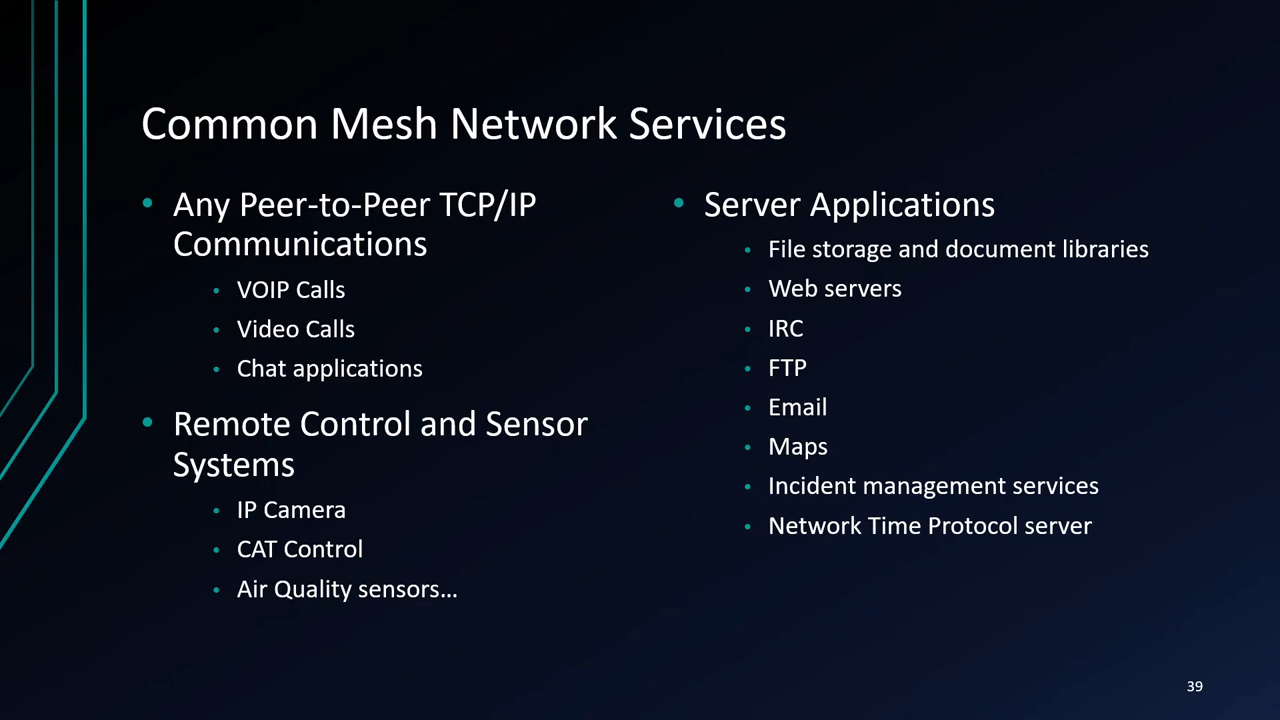 Common Mesh Network Services
• Any Peer-to-Peer TCP/IP
Communications
• VOIP Calls
• Video Calls
• Chat applications
• Remote Control and Sensor
Systems
• IP Camera
• CAT Control
• Air Quality sensors…
• Server Applications
• File storage and document libraries
• Web servers
• IRC
• FTP
• Email
• Maps
• Incident management services
• Network Time Protocol server
39